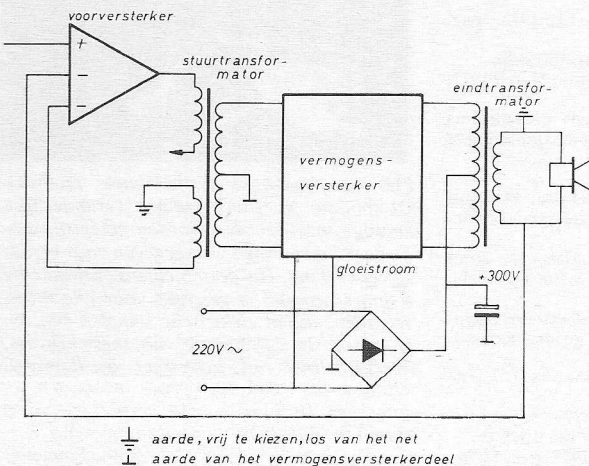 voorversterker
+
−
−
stuurtransfor-
mator
vermogens-
versterker
eindtransfor-
mator
gloeistroom
+300V
220V ~
aarde, vrij te kiezen, los van het net
aarde van het vermogensversterkerdeel